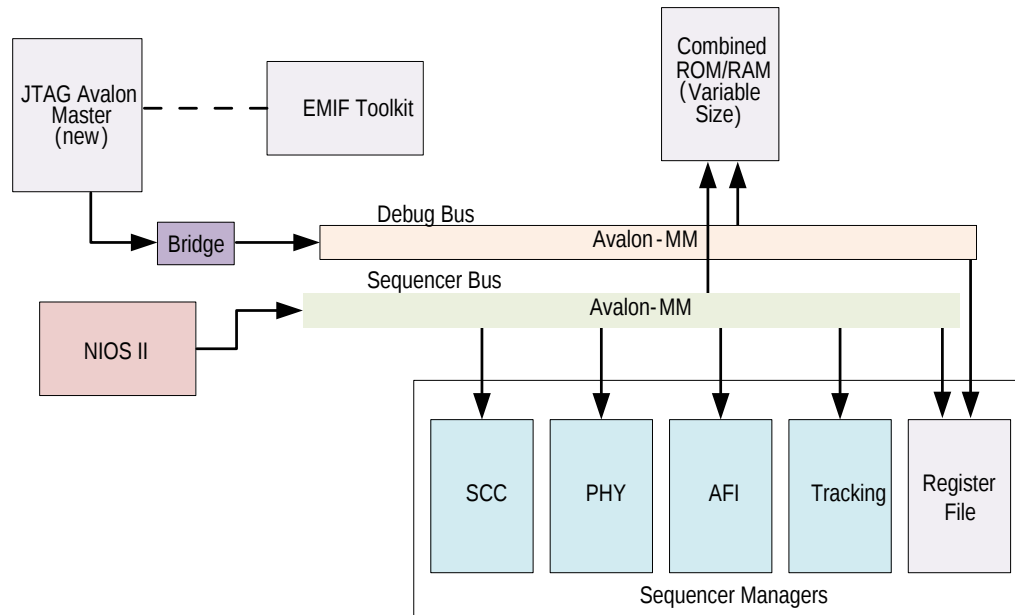 JTAG Avalon
Master
(new)
EMIF Toolkit
Combined
ROM/RAM
(Variable
Size)
Debug Bus
Bridge
Avalon-MM
Sequencer Bus
Avalon-MM
NIOS II
SCC
PHY
AFI
Tracking
Register
File
Sequencer Managers